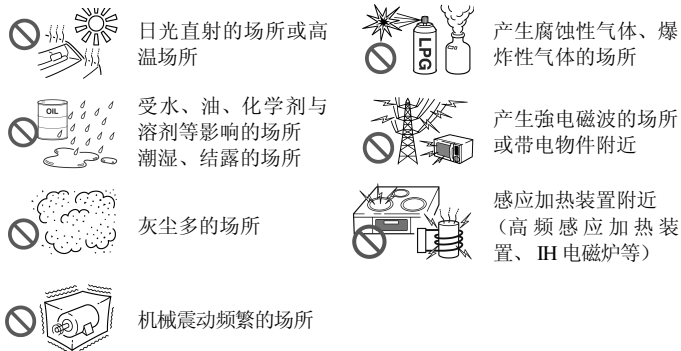 日光直射的场所或高
温场所
OIL
受水、油、化学剂与
溶剂等影响的场所
潮湿、结露的场所
灰尘多的场所
机械震动频繁的场所
LPG
产生腐蚀性气体、爆
炸性气体的场所
产生強电磁波的场所
或带电物件附近
感应加热装置附近
（高频感应加热装
置、IH 电磁炉等）